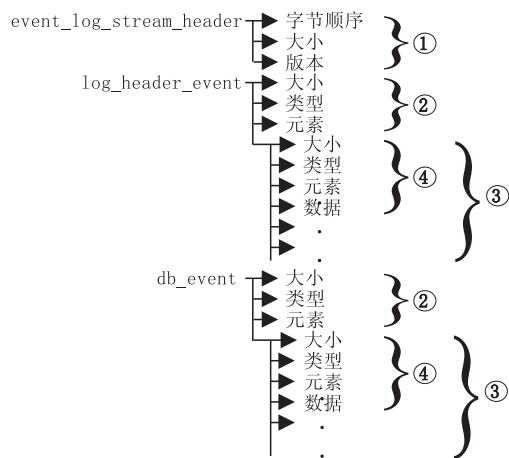 event_log_stream_header 字节顺序
大小 ①
版本
log_header_event 大小
类型 ②
元素
大小
类型
元素 ④
数据 ③
db_event 大小
类型 ②
元素
大小
类型
元素 ④
数据 ③